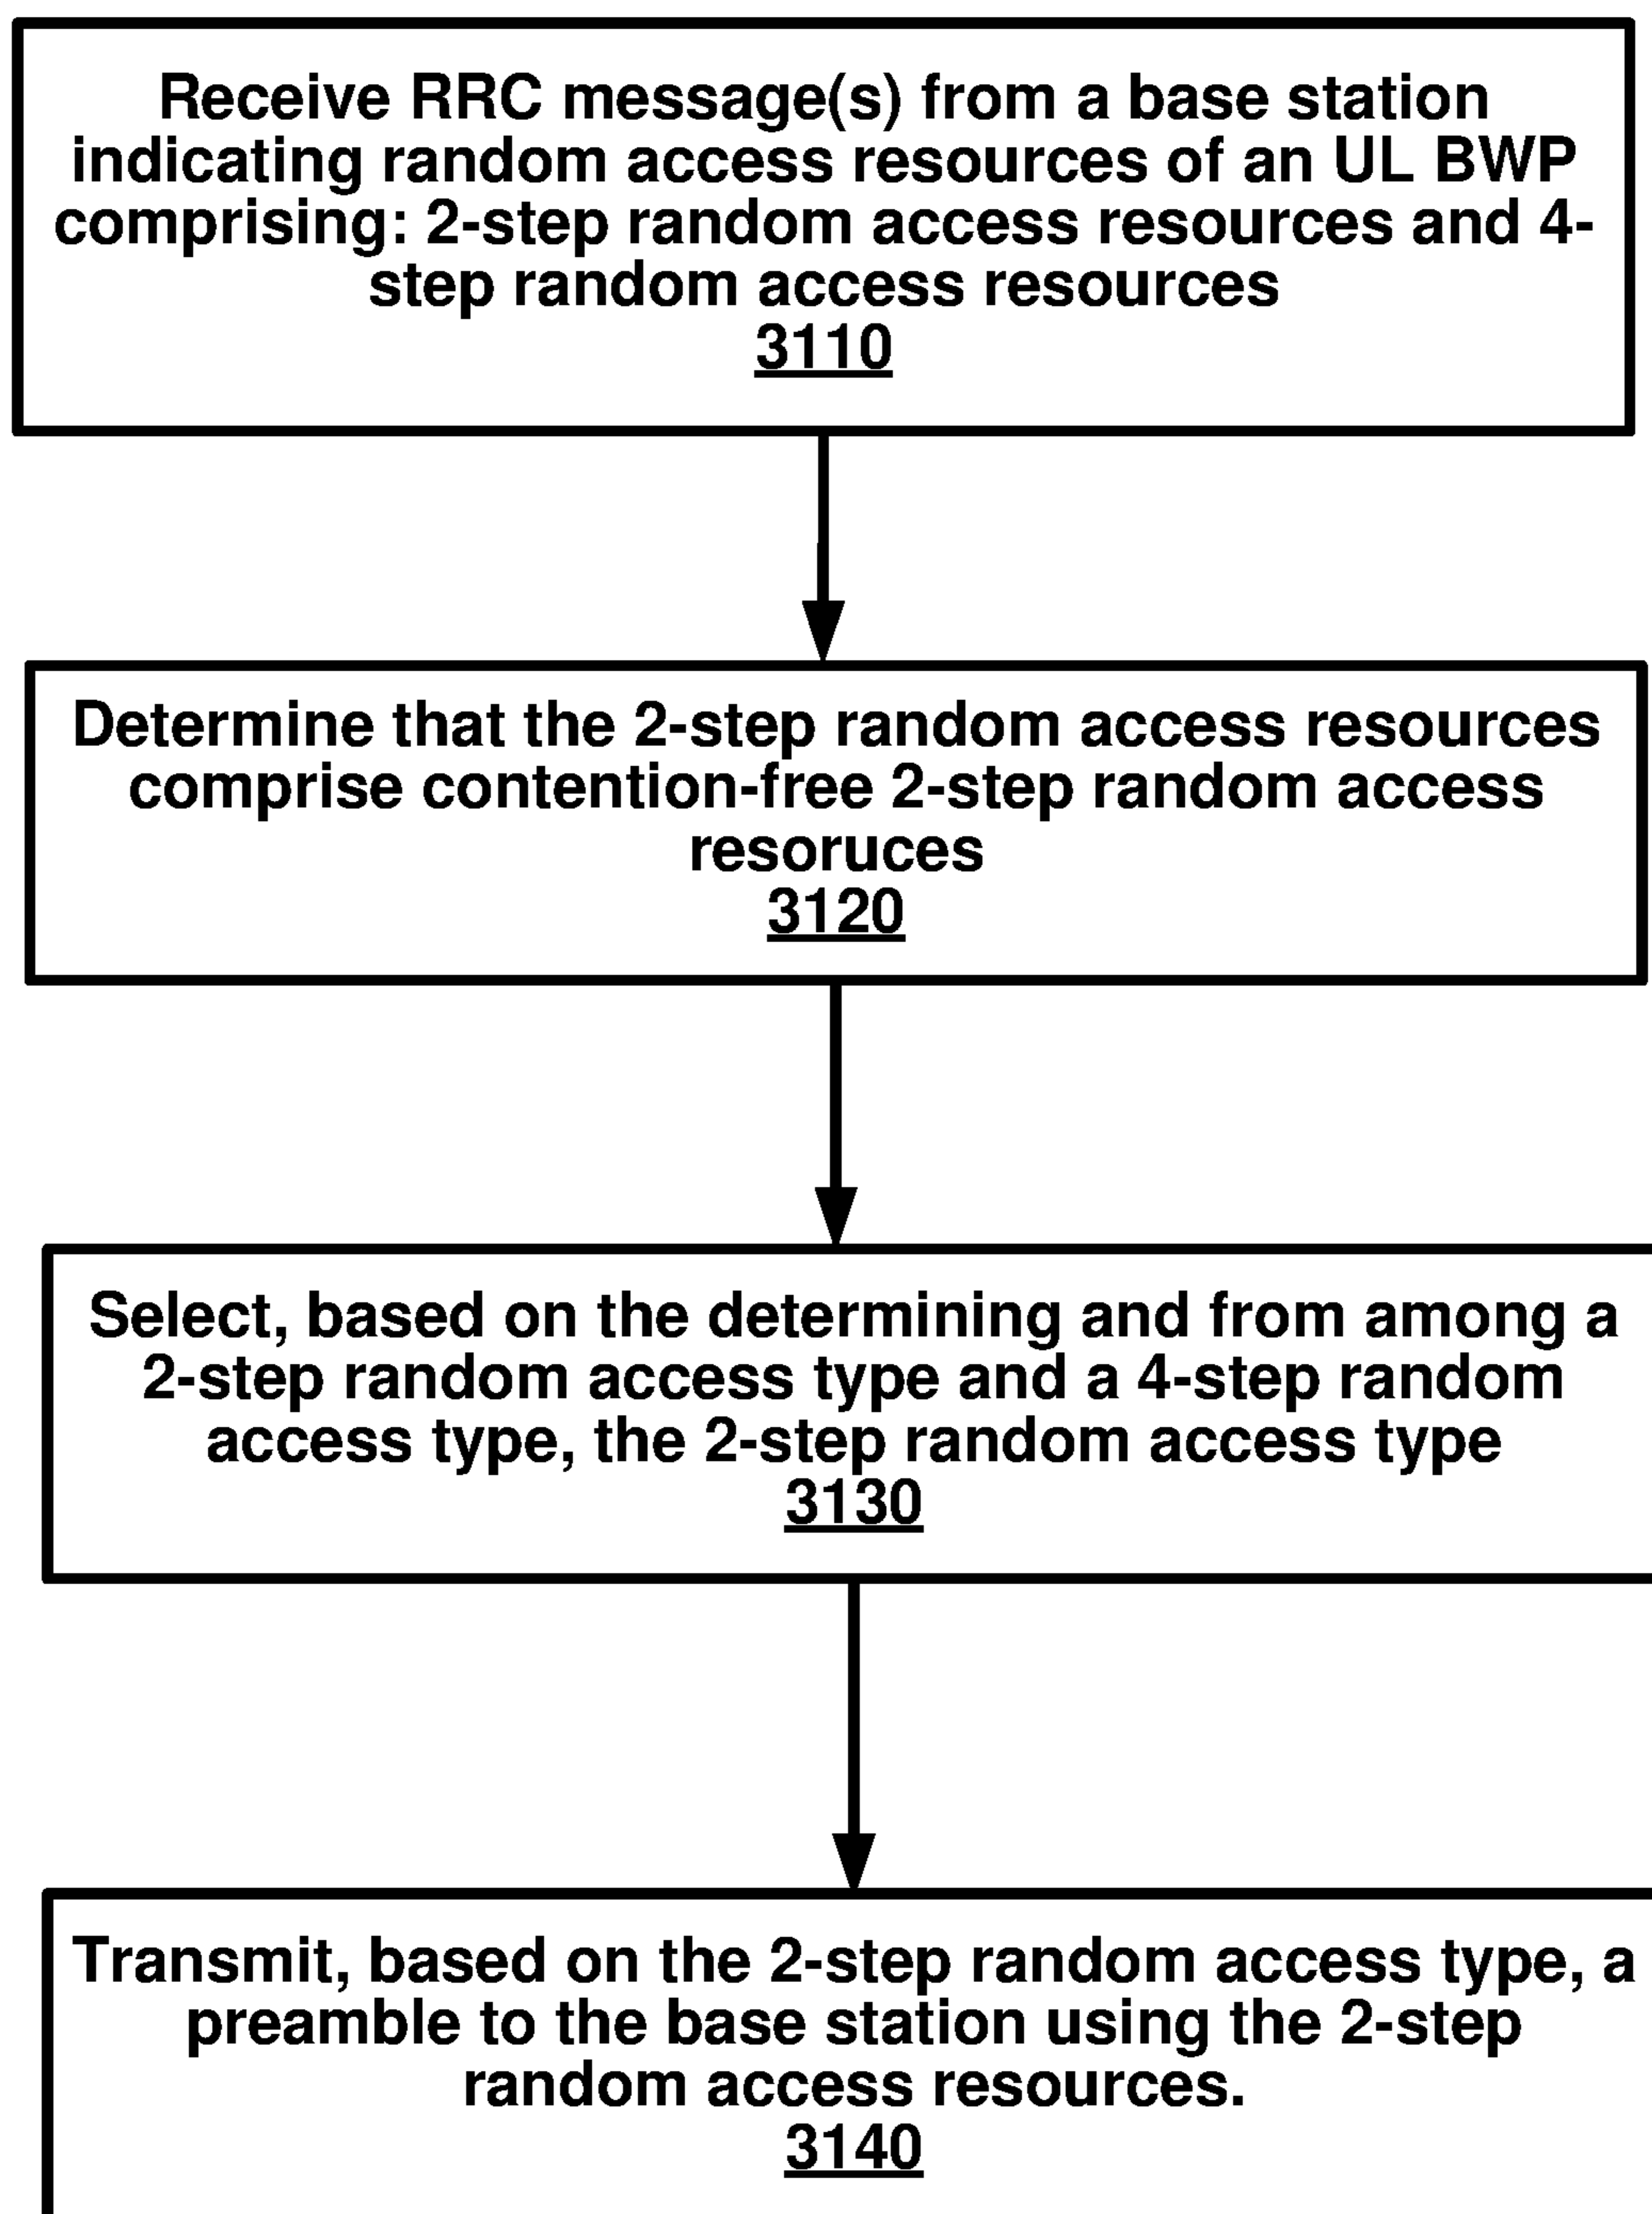 Receive RRC message(s) from a base station
indicating random access resources of an UL BWP
comprising: 2-step random access resources and 4-
step random access resources
3110
Determine that the 2-step random access resources
comprise contention-free 2-step random access
resoruces
3120
Select, based on the determining and from among a
2-step random access type and a 4-step random
access type, the 2-step random access type
3130
Transmit, based on the 2-step random access type, a
preamble to the base station using the 2-step
random access resources.
3140